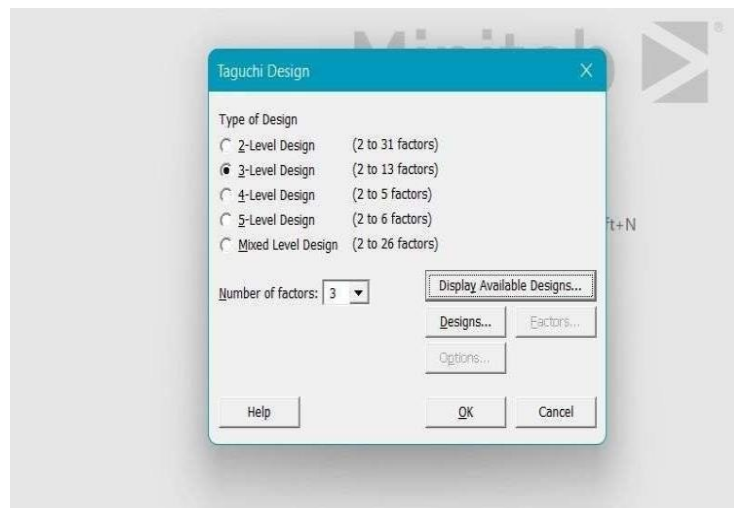 Minitab
®
Taguchi Design
Type of Design
2-Level Design (2 to 31 factors)
3-Level Design (2 to 13 factors)
4-Level Design (2 to 5 factors)
5-Level Design (2 to 6 factors)
Mixed Level Design (2 to 26 factors)
ft+N
Number of factors: 3
Display Available Designs...
Designs... Factors...
Options...
Help OK Cancel